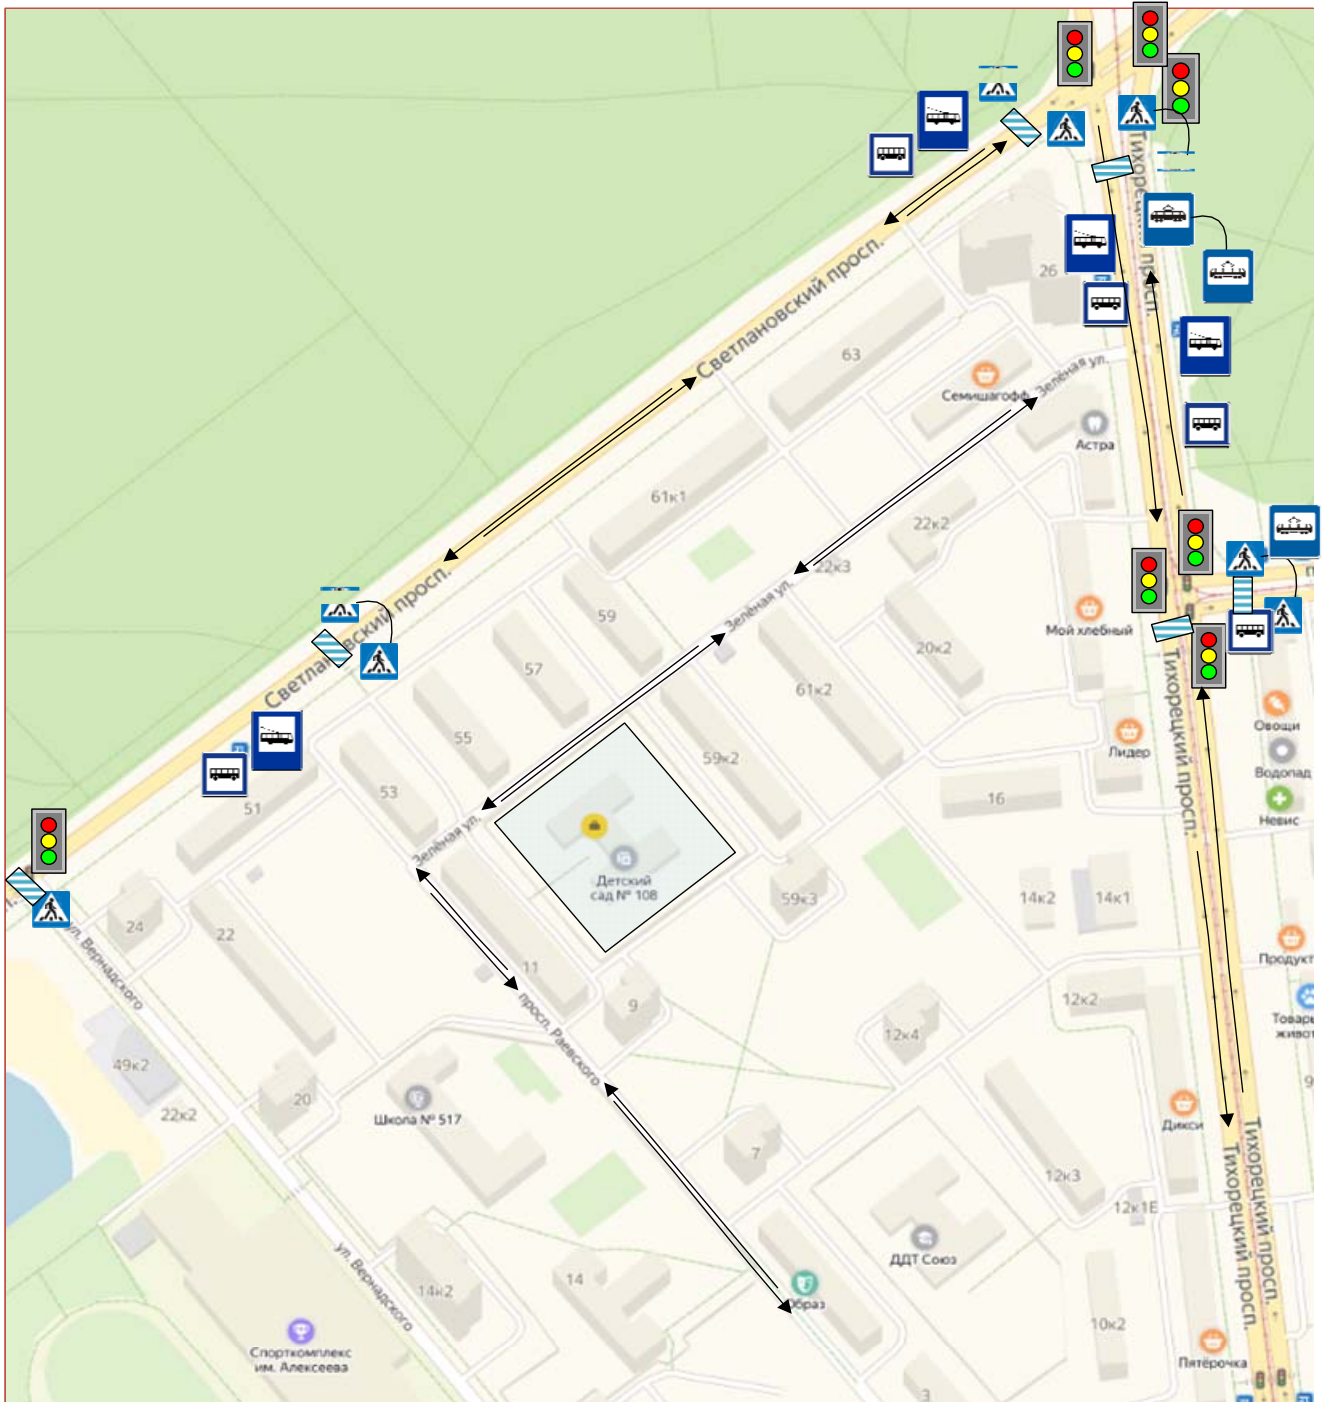 Тихорецкий просп.
Светлановский просп.
26
63
Зелёная ул.
Семишагофф
Астра
61к1
22к2
22к3
Зелёная ул.
59
Мой хлебный
20к2
Светлановский просп.
57
61к2
Тихорецкий просп.
Овощи
55
59к2
Лидер
Водопад
53
16
Невис
51
Зелёная ул.
Детский
сад № 108
59к3
14к2
14к1
24
22
ул. Вернадского
11
Продукт
просп. Раевского
9
12к2
12к4
Товары
живот
49к2
22к2
20
Школа № 517
Дикси
7
12к3
12к1Е
Тихорецкий просп.
Тихорецкий просп.
ДДТ Союз
ул. Вернадского
14к2
14
Образ
10к2
Спорткомплекс
им. Алексеева
Пятёрочка
3